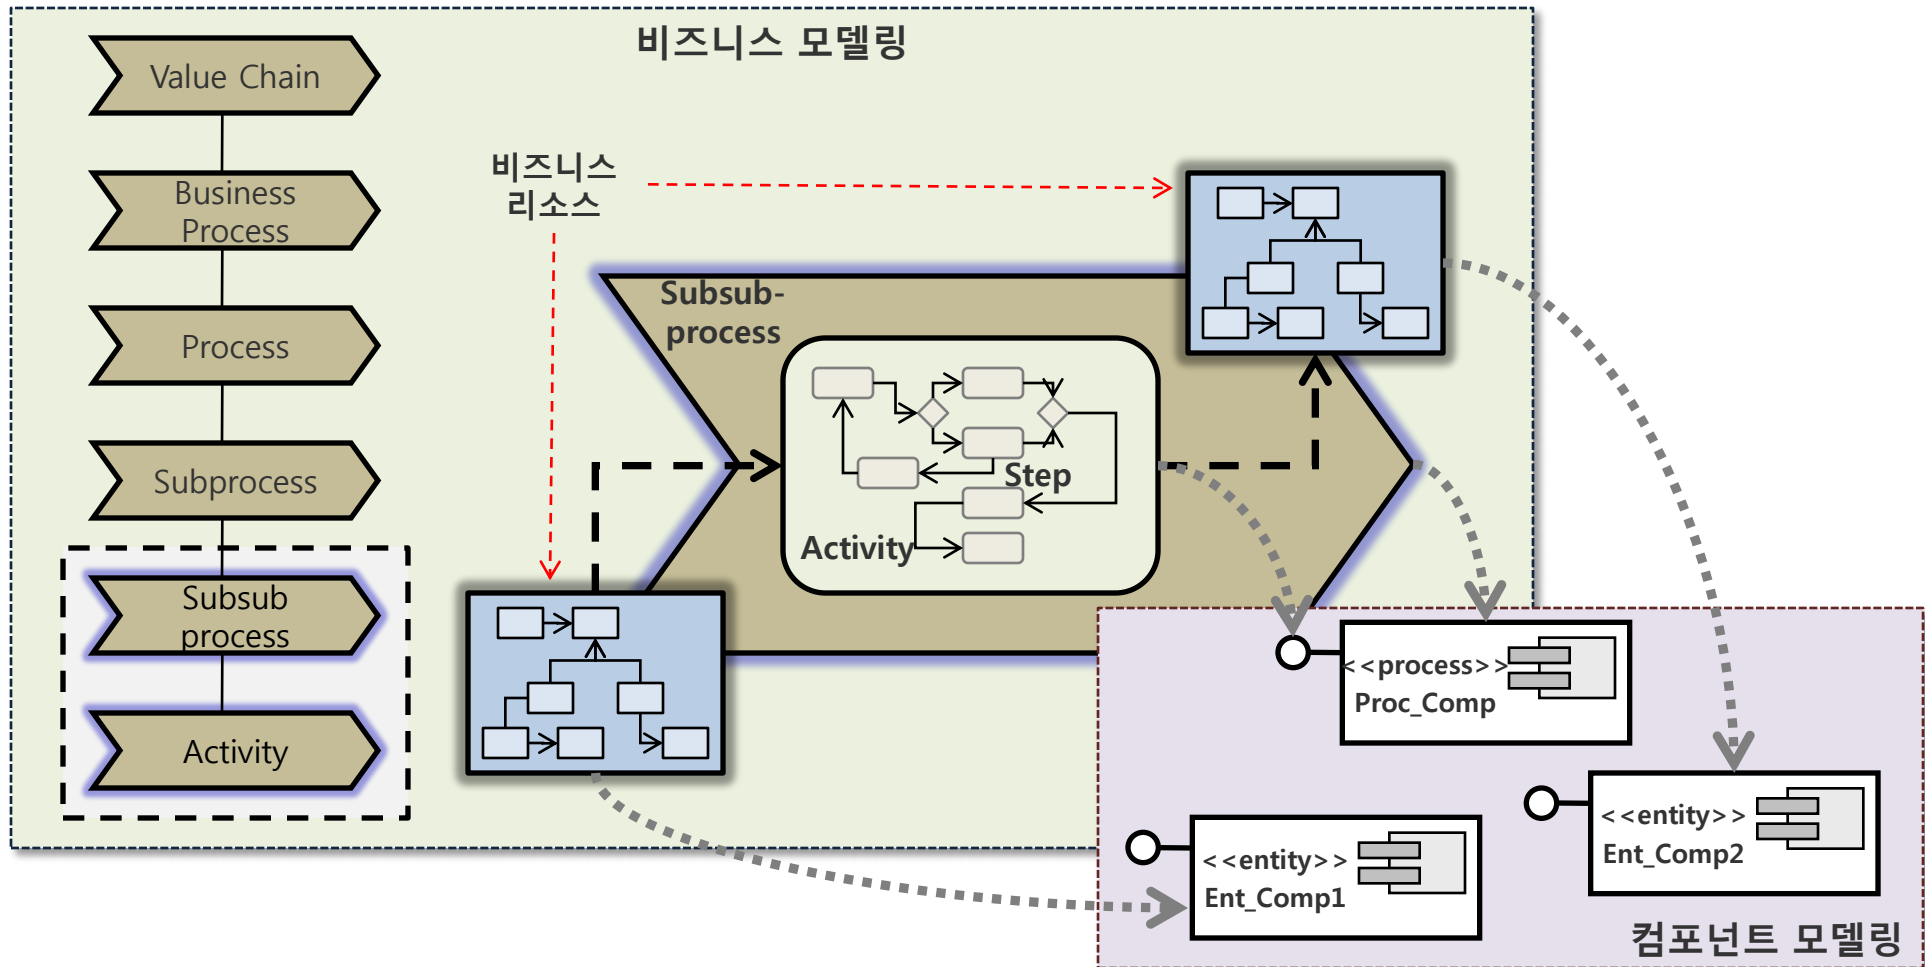 비즈니스 모델링
Value Chain
Business
Process
Process
Subprocess
Subsub
process
Activity
비즈니스
리소스
Subsub-
process
Step
Activity
<<process>>
Proc_Comp
<<entity>>
Ent_Comp2
<<entity>>
Ent_Comp1
컴포넌트 모델링